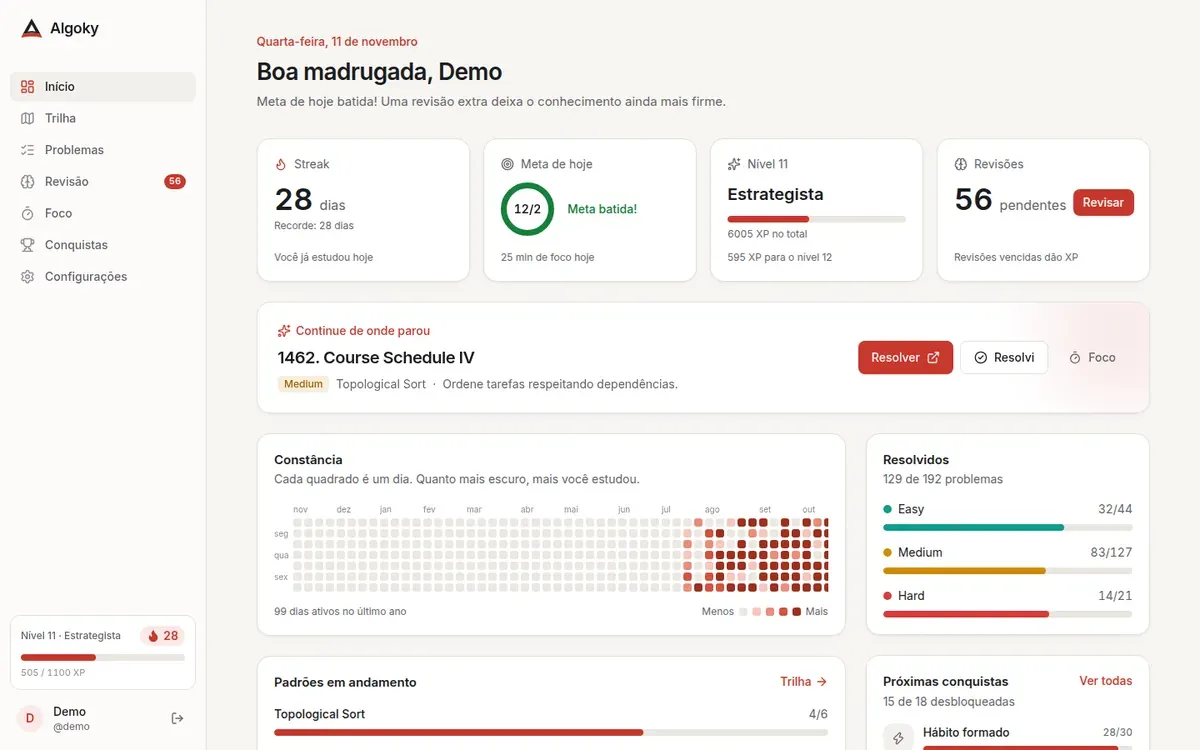 Algoky
Início
Trilha
Problemas
Revisão 56
Foco
Conquistas
Configurações
Nível 11 · Estrategista 28
505 / 1100 XP
D
Demo
@demo
Quarta-feira, 11 de novembro
Boa madrugada, Demo
Meta de hoje batida! Uma revisão extra deixa o conhecimento ainda mais firme.
Streak
28 dias
Recorde: 28 dias
Você já estudou hoje
Meta de hoje
12/2 Meta batida!
25 min de foco hoje
Nível 11
Estrategista
6005 XP no total
595 XP para o nível 12
Revisões
56 pendentes Revisar
Revisões vencidas dão XP
Continue de onde parou
1462. Course Schedule IV
Medium Topological Sort · Ordene tarefas respeitando dependências.
Resolver Resolvi Foco
Constância
Cada quadrado é um dia. Quanto mais escuro, mais você estudou.
nov dez jan fev mar abr mai jun jul ago set out
seg
qua
sex
99 dias ativos no último ano Menos Mais
Resolvidos
129 de 192 problemas
Easy 32/44
Medium 83/127
Hard 14/21
Padrões em andamento Trilha →
Topological Sort 4/6
Próximas conquistas Ver todas
15 de 18 desbloqueadas
Hábito formado 28/30